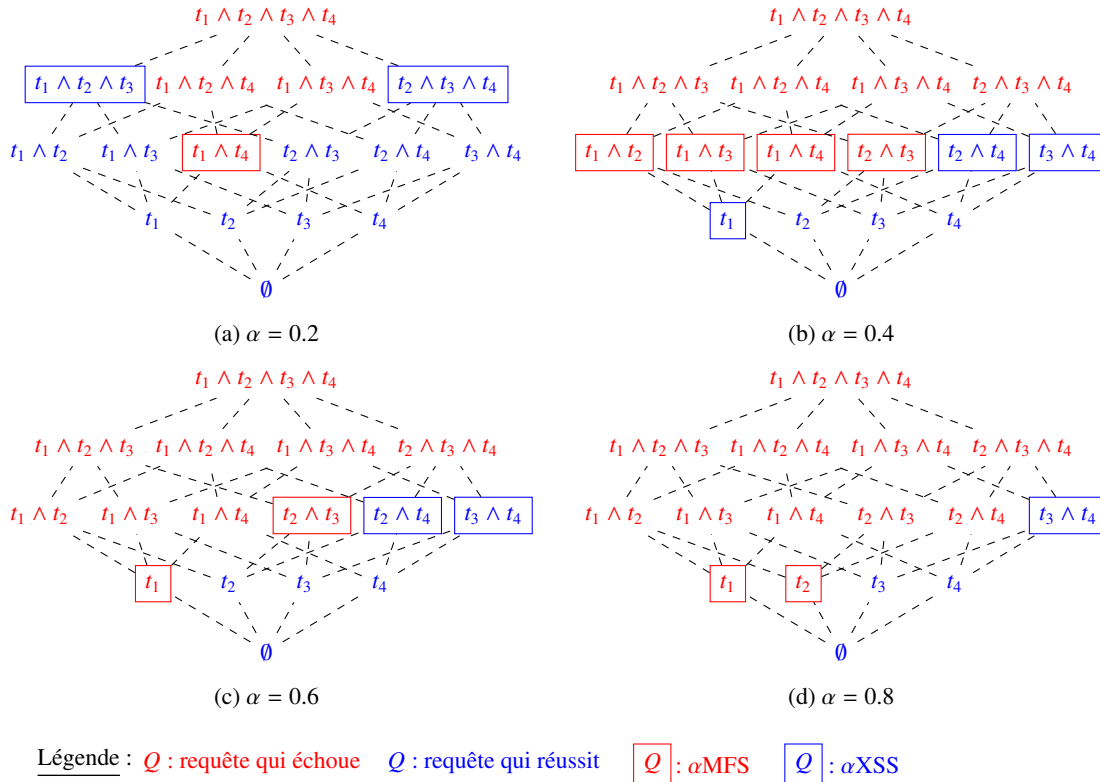 t1 ∧ t2 ∧ t3 ∧ t4
t1 ∧ t2 ∧ t3 t1 ∧ t2 ∧ t4 t1 ∧ t3 ∧ t4 t2 ∧ t3 ∧ t4
t1 ∧ t2 t1 ∧ t3 t1 ∧ t4 t2 ∧ t3 t2 ∧ t4 t3 ∧ t4
t1 t2 t3 t4
∅
(a) α = 0.2
t1 ∧ t2 ∧ t3 ∧ t4
t1 ∧ t2 ∧ t3 t1 ∧ t2 ∧ t4 t1 ∧ t3 ∧ t4 t2 ∧ t3 ∧ t4
t1 ∧ t2 t1 ∧ t3 t1 ∧ t4 t2 ∧ t3 t2 ∧ t4 t3 ∧ t4
t1 t2 t3 t4
∅
(b) α = 0.4
t1 ∧ t2 ∧ t3 ∧ t4
t1 ∧ t2 ∧ t3 t1 ∧ t2 ∧ t4 t1 ∧ t3 ∧ t4 t2 ∧ t3 ∧ t4
t1 ∧ t2 t1 ∧ t3 t1 ∧ t4 t2 ∧ t3 t2 ∧ t4 t3 ∧ t4
t1 t2 t3 t4
∅
(c) α = 0.6
t1 ∧ t2 ∧ t3 ∧ t4
t1 ∧ t2 ∧ t3 t1 ∧ t2 ∧ t4 t1 ∧ t3 ∧ t4 t2 ∧ t3 ∧ t4
t1 ∧ t2 t1 ∧ t3 t1 ∧ t4 t2 ∧ t3 t2 ∧ t4 t3 ∧ t4
t1 t2 t3 t4
∅
(d) α = 0.8
Légende : Q : requête qui échoue Q : requête qui réussit Q : αMFS Q : αXSS